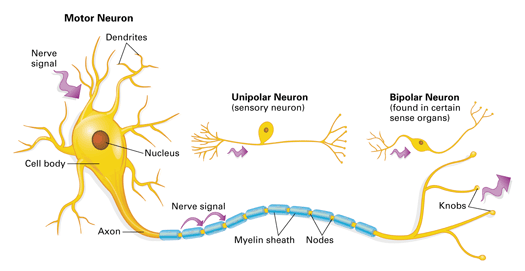 Motor Neuron
Dendrites
Nerve
signal
Unipolar Neuron
(sensory neuron)
Bipolar Neuron
(found in certain
sense organs)
Nucleus
Cell body
Nerve signal
Knobs
Axon
Myelin sheath
Nodes